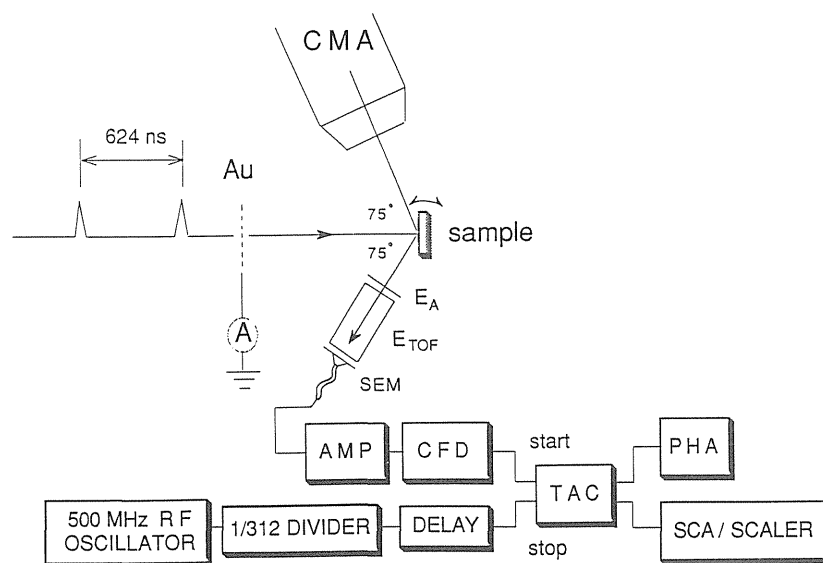 CMA
624 ns
Au
75°
75°
sample
A
E_A
E_TOF
SEM
AMP
CFD
start
PHA
TAC
500 MHz RF
OSCILLATOR
1/312 DIVIDER
DELAY
stop
SCA / SCALER